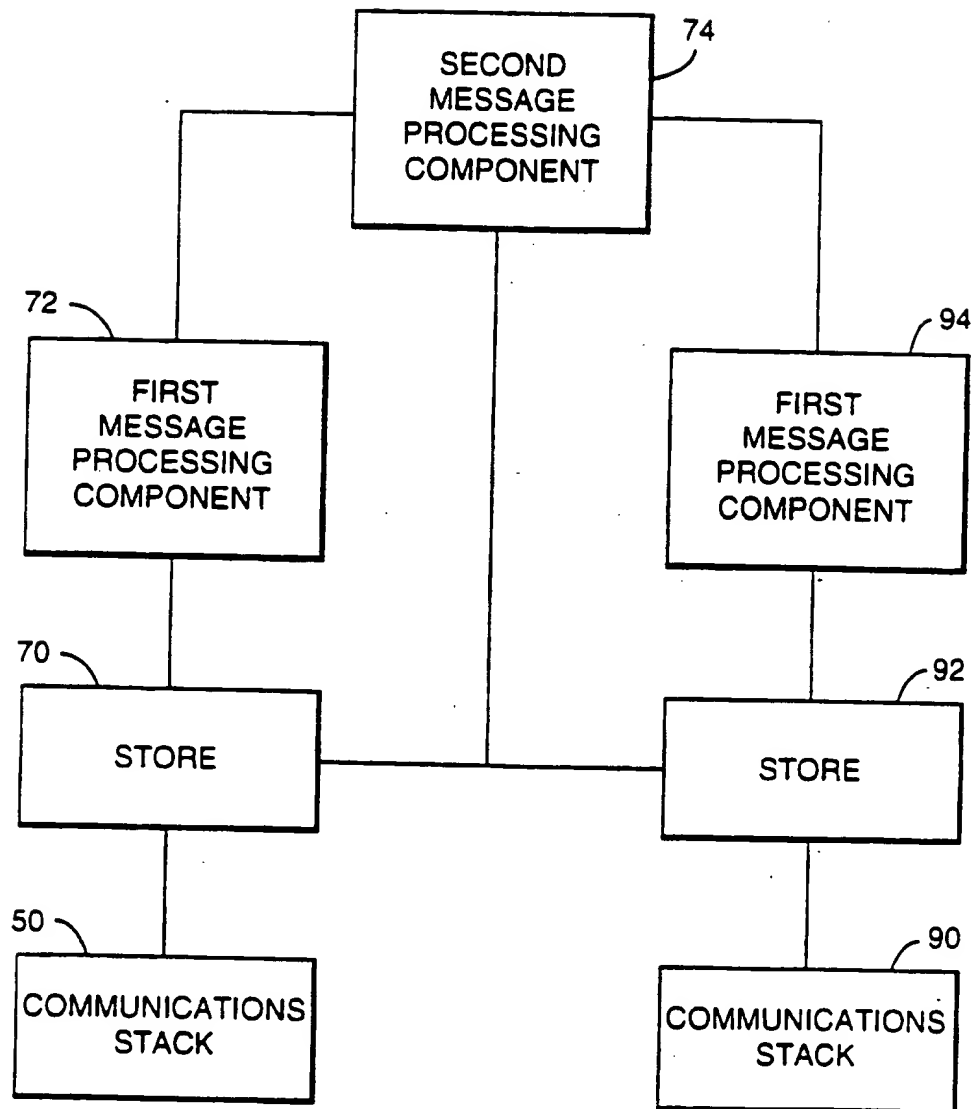 74
SECOND
MESSAGE
PROCESSING
COMPONENT
72
FIRST
MESSAGE
PROCESSING
COMPONENT
94
FIRST
MESSAGE
PROCESSING
COMPONENT
70
STORE
92
STORE
50
COMMUNICATIONS
STACK
90
COMMUNICATIONS
STACK